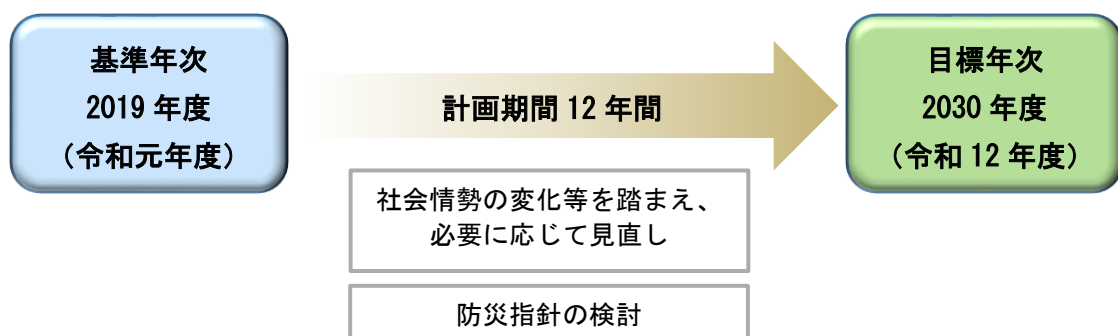 基準年次
2019 年度
（令和元年度）
計画期間 12 年間
目標年次
2030 年度
（令和 12 年度）
社会情勢の変化等を踏まえ、
必要に応じて見直し
防災指針の検討